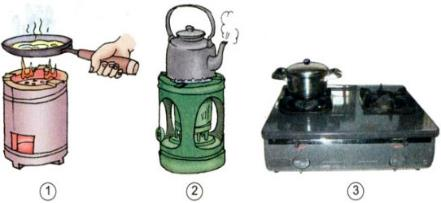 ① ② ③